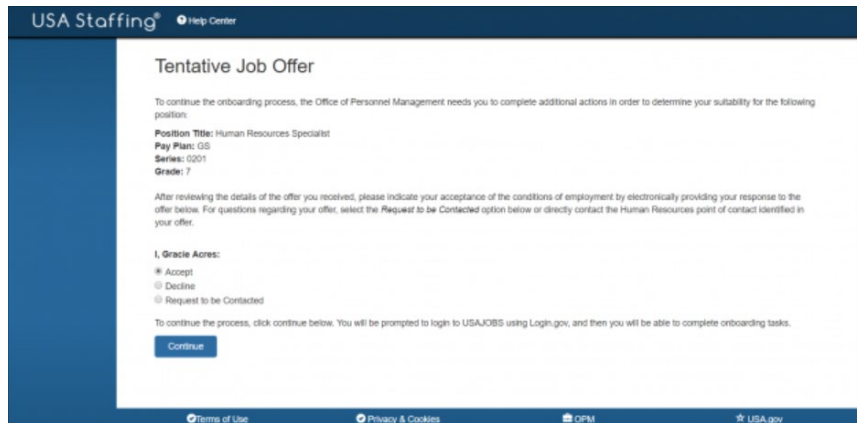 USA Staffing® Help Center
Tentative Job Offer
To continue the onboarding process, the Office of Personnel Management needs you to complete additional actions in order to determine your suitability for the following
position:
Position Title: Human Resources Specialist
Pay Plan: GS
Series: 0201
Grade: 7
After reviewing the details of the offer you received, please indicate your acceptance of the conditions of employment by electronically providing your response to the
offer below. For questions regarding your offer, select the Request to be Contacted option below or directly contact the Human Resources point of contact identified in
your offer.
I, Gracie Acres:
Accept
Decline
Request to be Contacted
To continue the process, click continue below. You will be prompted to login to USAJOBS using Login.gov, and then you will be able to complete onboarding tasks.
Continue
Terms of Use Privacy & Cookies OPM USA.gov